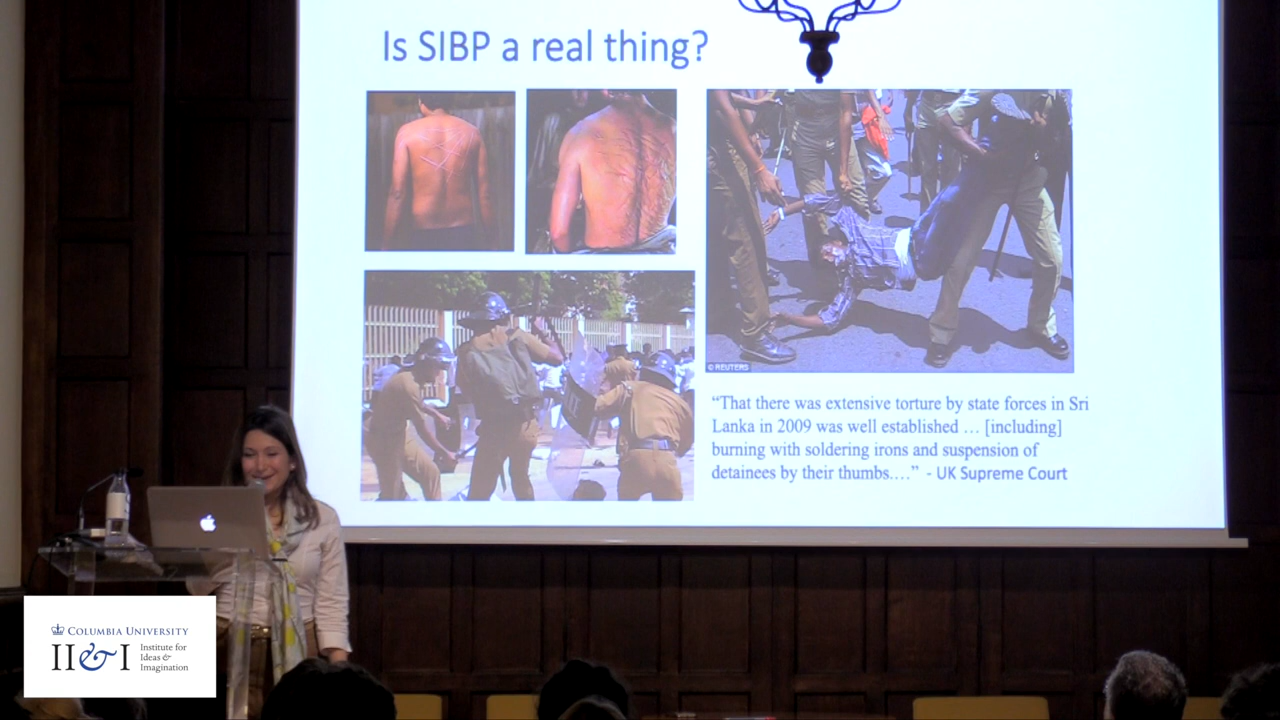 Is SIBP a real thing?
© REUTERS
“That there was extensive torture by state forces in Sri
Lanka in 2009 was well established … [including]
burning with soldering irons and suspension of
detainees by their thumbs.…” - UK Supreme Court
COLUMBIA UNIVERSITY
II&I
Institute for
Ideas &
Imagination